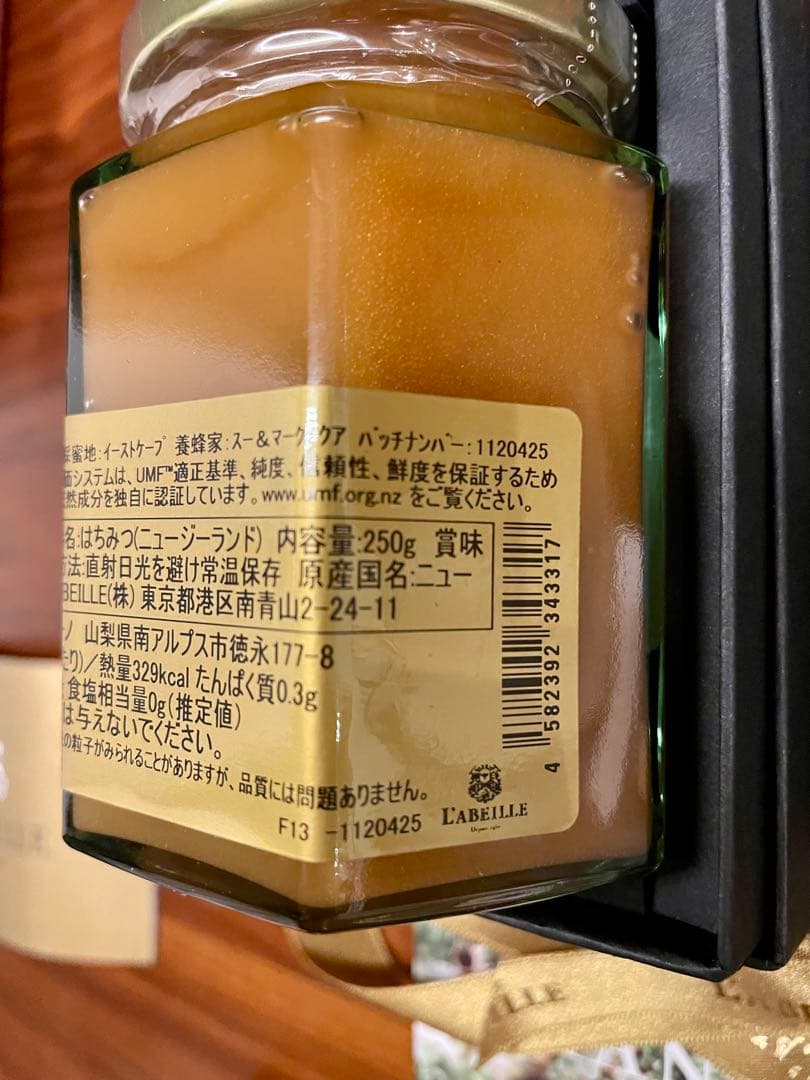 蜜地:イーストケープ 養蜂家:スー&マー クア バッチナンバー:1120425
システムは、UMF™適正基準、純度、信頼性、鮮度を保証するため
然成分を独自に認証しています。www.umf.org.nz をご覧ください。
名:はちみつ(ニュージーランド) 内容量:250g 賞味
方法:直射日光を避け常温保存 原産国名:ニュー
BEILLE(株) 東京都港区南青山2-24-11
ノ 山梨県南アルプス市徳永177-8
たり)/熱量329kcal たんぱく質0.3g
食塩相当量0g(推定値)
は与えないでください。
の粒子がみられることがありますが、品質には問題ありません。
F13 -1120425
L'ABEILLE
4 582392 343317